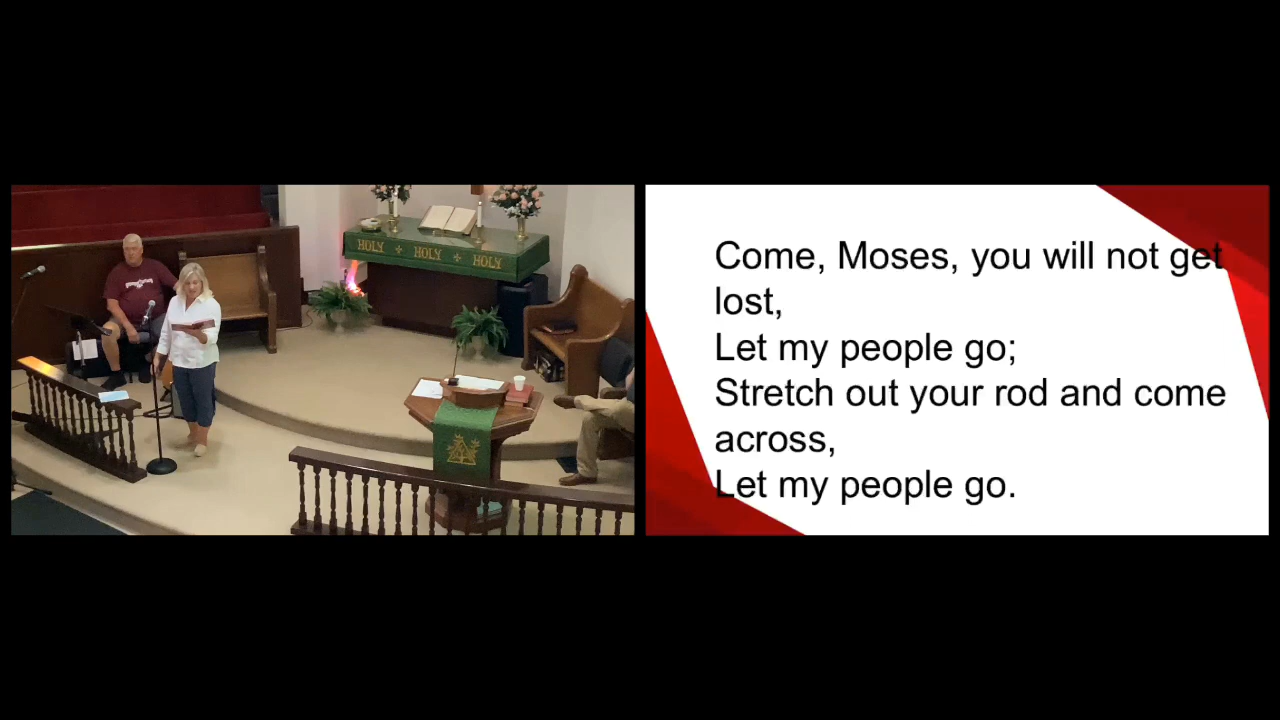 HOLY HOLY HOLY
Come, Moses, you will not get
lost,
Let my people go;
Stretch out your rod and come
across,
Let my people go.